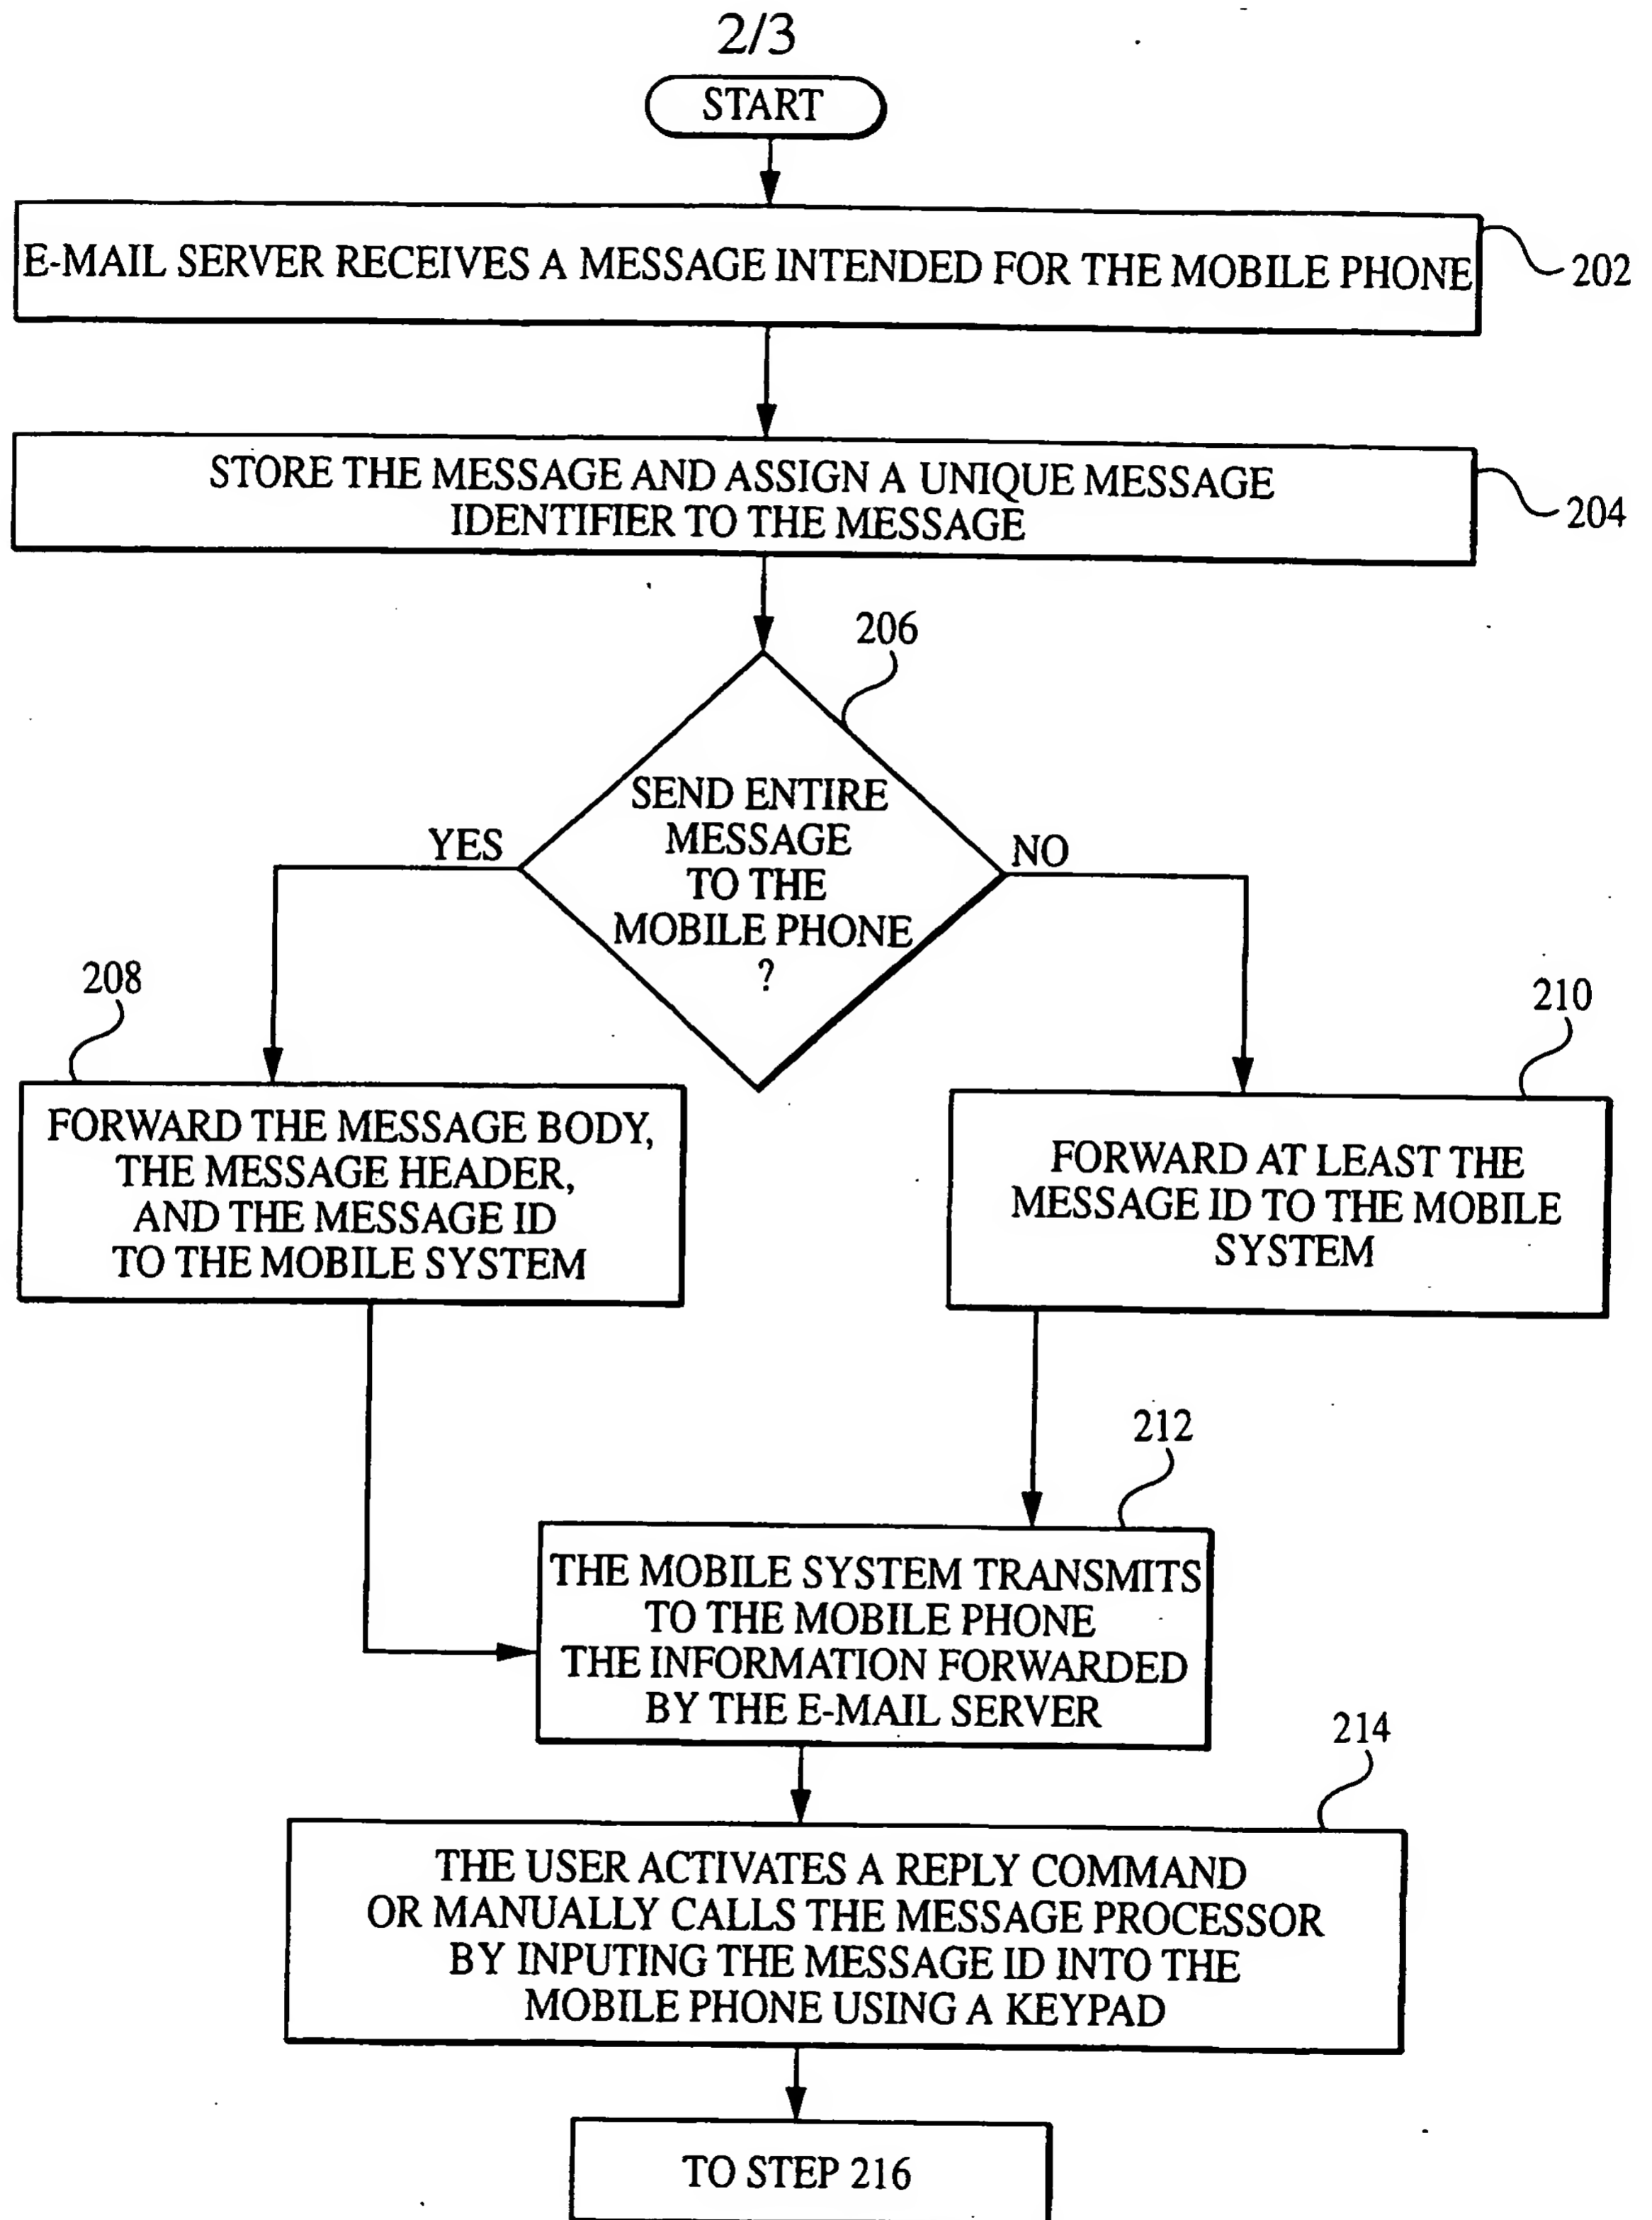 2/3
START
E-MAIL SERVER RECEIVES A MESSAGE INTENDED FOR THE MOBILE PHONE
202
STORE THE MESSAGE AND ASSIGN A UNIQUE MESSAGE
IDENTIFIER TO THE MESSAGE
204
206
SEND ENTIRE
MESSAGE
TO THE
MOBILE PHONE
?
YES
NO
208
FORWARD THE MESSAGE BODY,
THE MESSAGE HEADER,
AND THE MESSAGE ID
TO THE MOBILE SYSTEM
210
FORWARD AT LEAST THE
MESSAGE ID TO THE MOBILE
SYSTEM
212
THE MOBILE SYSTEM TRANSMITS
TO THE MOBILE PHONE
THE INFORMATION FORWARDED
BY THE E-MAIL SERVER
214
THE USER ACTIVATES A REPLY COMMAND
OR MANUALLY CALLS THE MESSAGE PROCESSOR
BY INPUTING THE MESSAGE ID INTO THE
MOBILE PHONE USING A KEYPAD
TO STEP 216